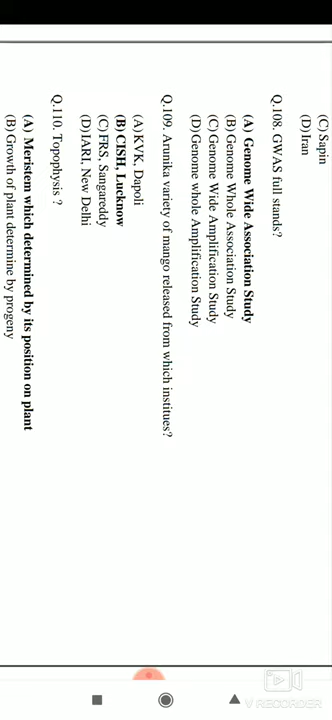 (C)Sapin
(D)Iran
Q.108. GWAS full stands?
(A) Genome Wide Association Study
(B)Genome Whole Association Study
(C)Genome Wide Amplification Study
(D)Genome whole Amplification Study
Q.109. Arunika variety of mango released from which institues?
(A)KVK, Dapoli
(B)CISH, Lucknow
(C)FRS, Sangareddy
(D)IARI, New Delhi
Q.110. Topophysis ?
(A) Meristem which determined by its position on plant
(B) Growth of plant determine by progeny
V RECORDER